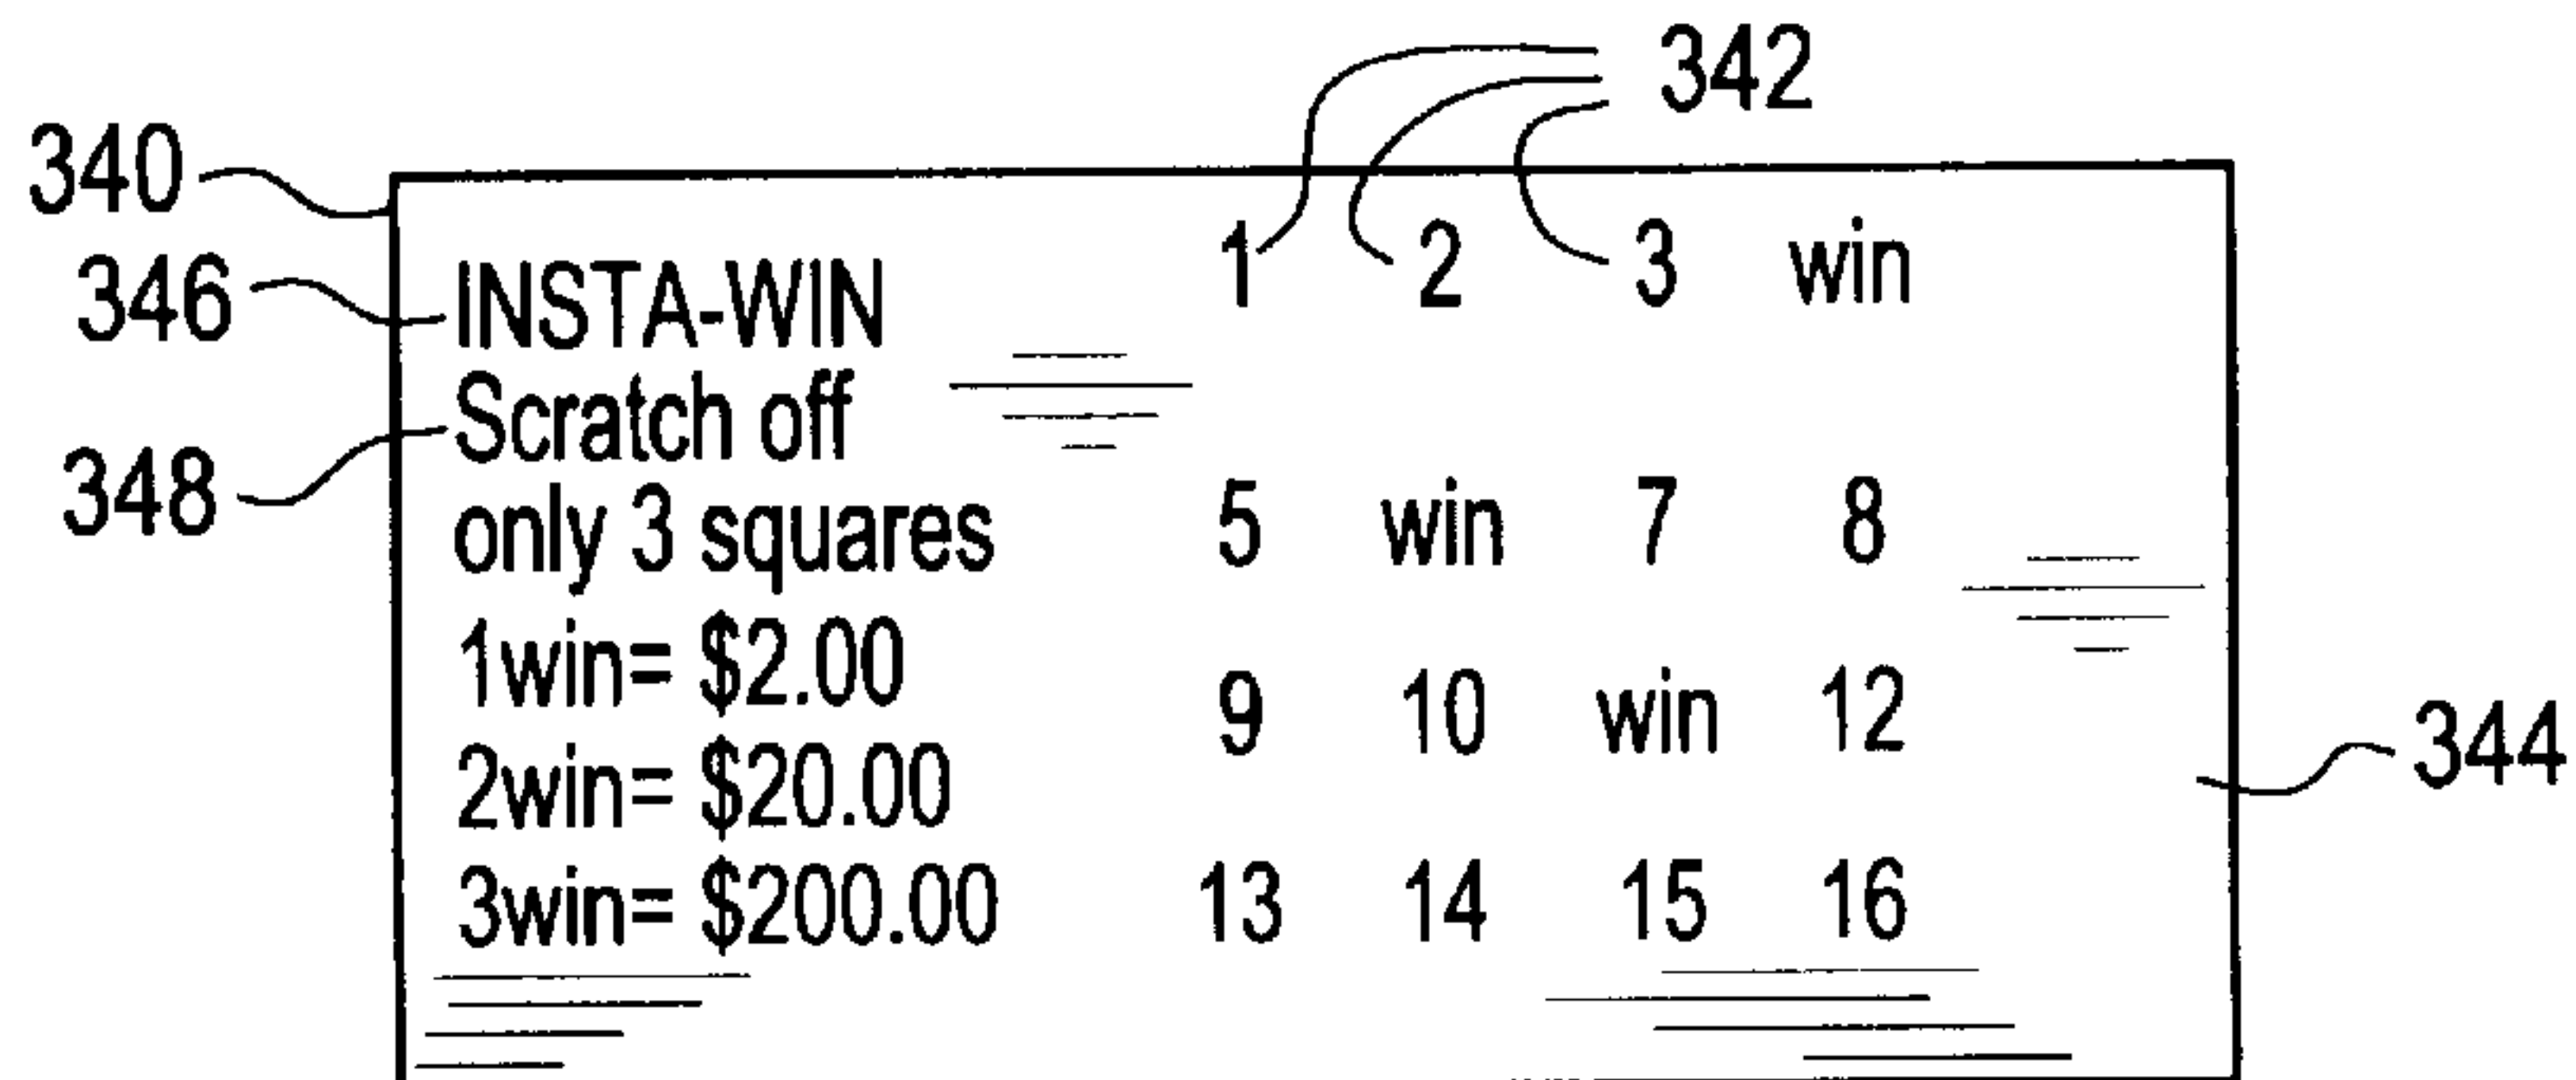 342
340
1 2 3 win
346
INSTA-WIN
Scratch off
348
only 3 squares
5 win 7 8
1win= $2.00
9 10 win 12
344
2win= $20.00
3win= $200.00
13 14 15 16